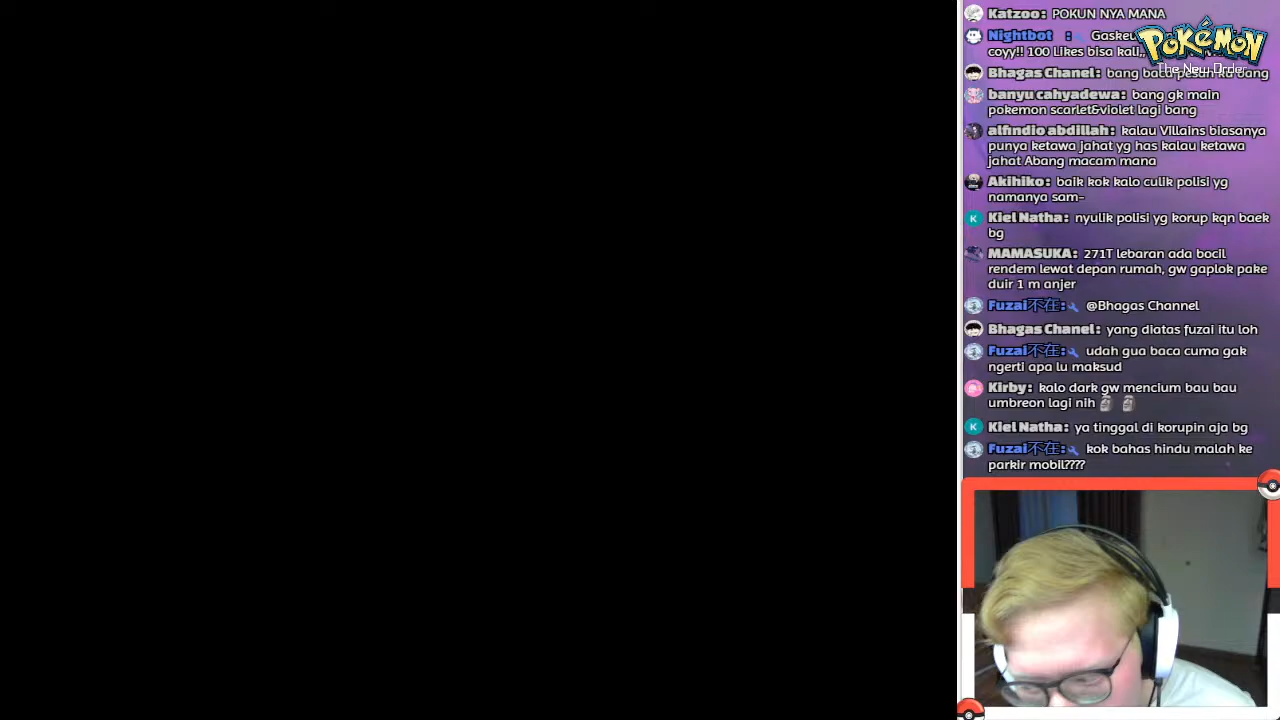 Katzoo: POKUN NYA MANA
Nightbot : Gaskeu
coyy!! 100 Likes bisa kali,,
POKéMON
The New Order
Bhagas Chanel: bang baca pesan ku bang
banyu cahyadewa: bang gk main
pokemon scarlet&violet lagi bang
alfindio abdillah: kalau Villains biasanya
punya ketawa jahat yg has kalau ketawa
jahat Abang macam mana
Akihiko: baik kok kalo culik polisi yg
namanya sam-
Kiel Natha: nyulik polisi yg korup kqn baek
bg
MAMASUKA: 271T lebaran ada bocil
rendem lewat depan rumah, gw gaplok pake
duir 1 m anjer
Fuzai不在: @Bhagas Channel
Bhagas Chanel: yang diatas fuzai itu loh
Fuzai不在: udah gua baca cuma gak
ngerti apa lu maksud
Kirby: kalo dark gw mencium bau bau
umbreon lagi nih 🗿 🗿
Kiel Natha: ya tinggal di korupin aja bg
Fuzai不在: kok bahas hindu malah ke
parkir mobil????